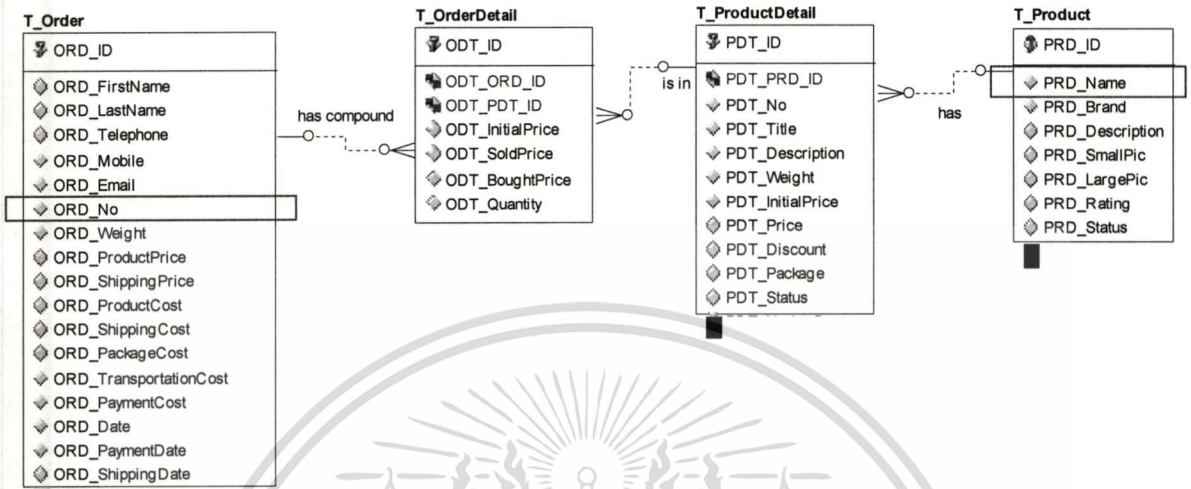 T_Order
ORD_ID
ORD_FirstName
ORD_LastName
ORD_Telephone
ORD_Mobile
ORD_Email
ORD_No
ORD_Weight
ORD_ProductPrice
ORD_ShippingPrice
ORD_ProductCost
ORD_ShippingCost
ORD_PackageCost
ORD_TransportationCost
ORD_PaymentCost
ORD_Date
ORD_PaymentDate
ORD_ShippingDate
has compound
T_OrderDetail
ODT_ID
ODT_ORD_ID
ODT_PDT_ID
ODT_InitialPrice
ODT_SoldPrice
ODT_BoughtPrice
ODT_Quantity
is in
T_ProductDetail
PDT_ID
PDT_PRD_ID
PDT_No
PDT_Title
PDT_Description
PDT_Weight
PDT_InitialPrice
PDT_Price
PDT_Discount
PDT_Package
PDT_Status
has
T_Product
PRD_ID
PRD_Name
PRD_Brand
PRD_Description
PRD_SmallPic
PRD_LargePic
PRD_Rating
PRD_Status